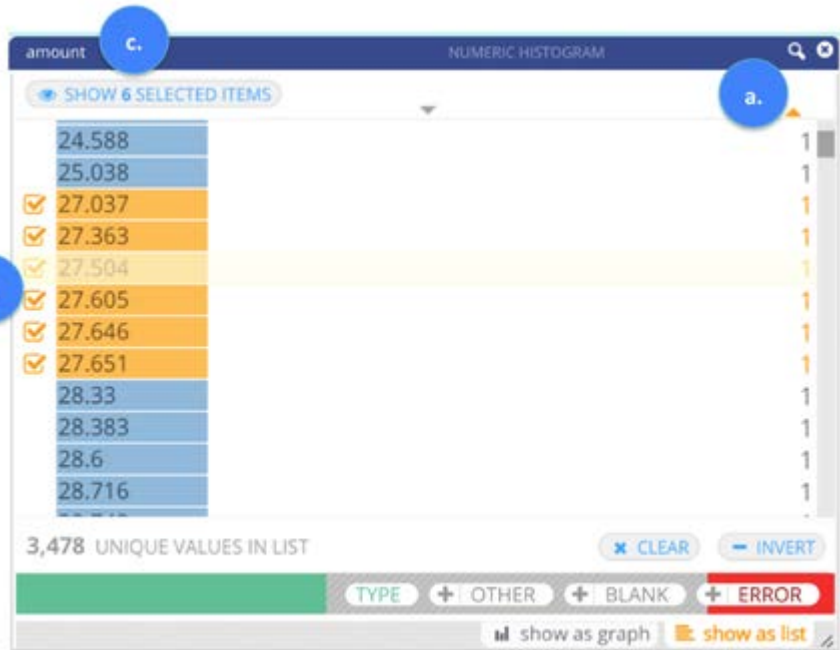 amount c. NUMERIC HISTOGRAM
SHOW 6 SELECTED ITEMS a.
24.588 1
25.038 1
27.037 1
27.363 1
27.504 1
27.605 1
27.646 1
27.651 1
28.33 1
28.383 1
28.6 1
28.716 1
3,478 UNIQUE VALUES IN LIST CLEAR INVERT
TYPE OTHER BLANK ERROR
show as graph show as list